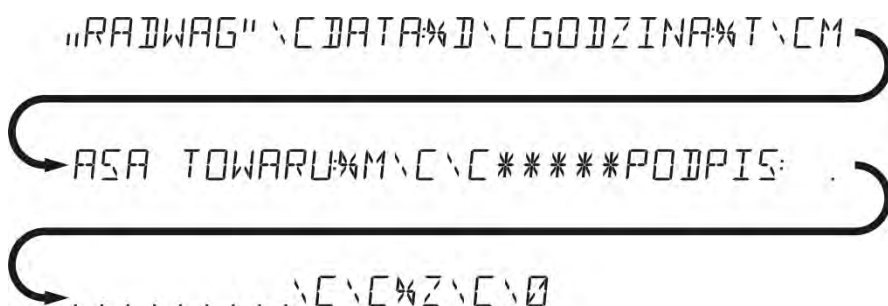 „RADWAG" \CDATA:%D\CGODZINA:%T\CM
ASA TOWARU:%M\C\C*****PODPIS: .
. . . . . . . . .\C\C%Z\C\0